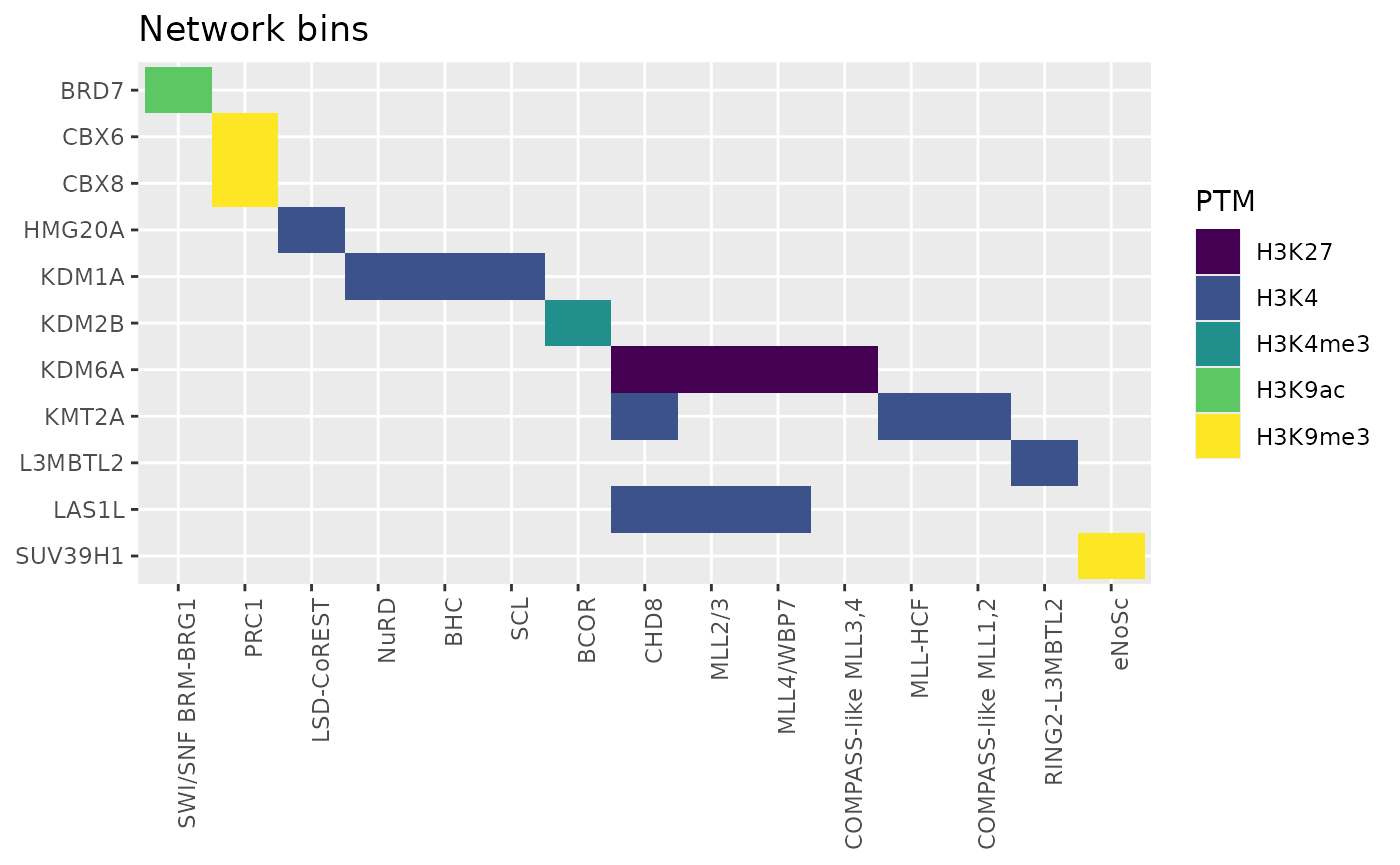 Network bins
BRD7
CBX6
CBX8
HMG20A
KDM1A
KDM2B
KDM6A
KMT2A
L3MBTL2
LAS1L
SUV39H1
SWI/SNF BRM-BRG1
PRC1
LSD-CoREST
NuRD
BHC
SCL
BCOR
CHD8
MLL2/3
MLL4/WBP7
COMPASS-like MLL3,4
MLL-HCF
COMPASS-like MLL1,2
RING2-L3MBTL2
eNoSc
PTM
H3K27
H3K4
H3K4me3
H3K9ac
H3K9me3